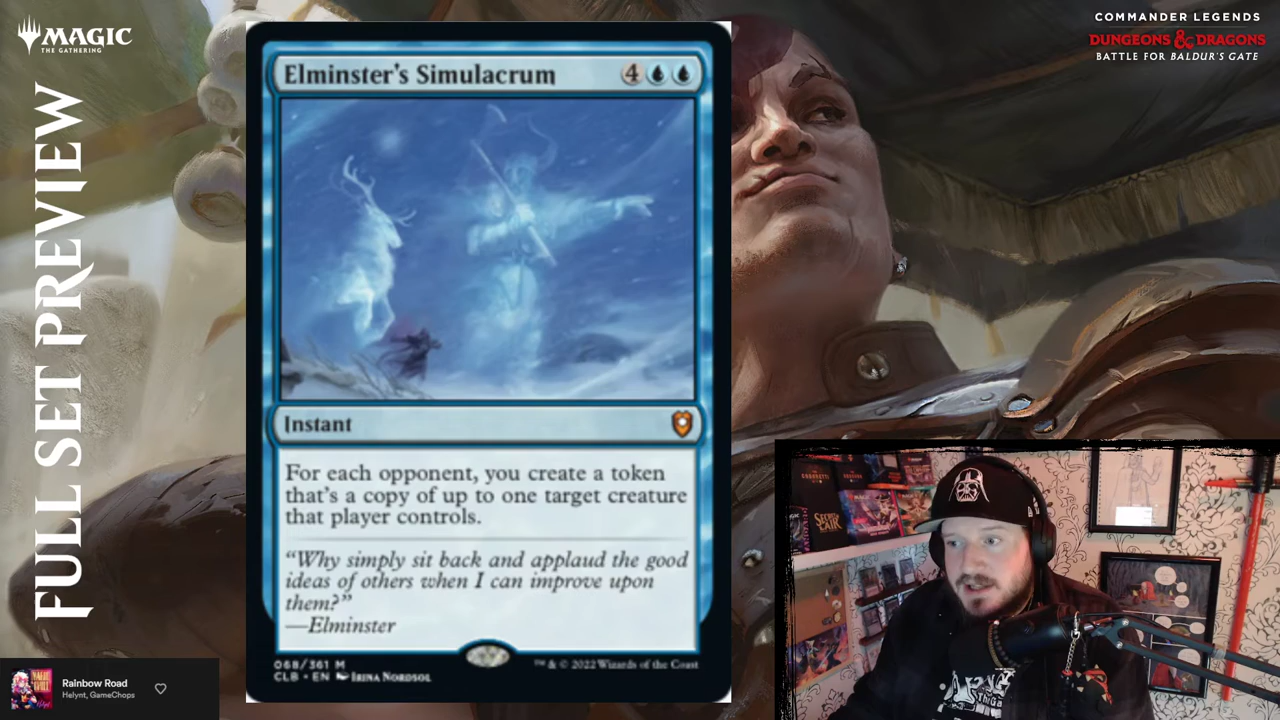 MAGIC
THE GATHERING
FULL SET PREVIEW
COMMANDER LEGENDS
DUNGEONS & DRAGONS
BATTLE FOR BALDUR'S GATE
Elminster's Simulacrum 4
Instant
For each opponent, you create a token
that's a copy of up to one target creature
that player controls.
“Why simply sit back and applaud the good
ideas of others when I can improve upon
them?”
—Elminster
068/361 M
CLB • EN IRINA NORDSOL
™ & © 2022 Wizards of the Coast
Rainbow Road
Helynt, GameChops
SECRET LAIR